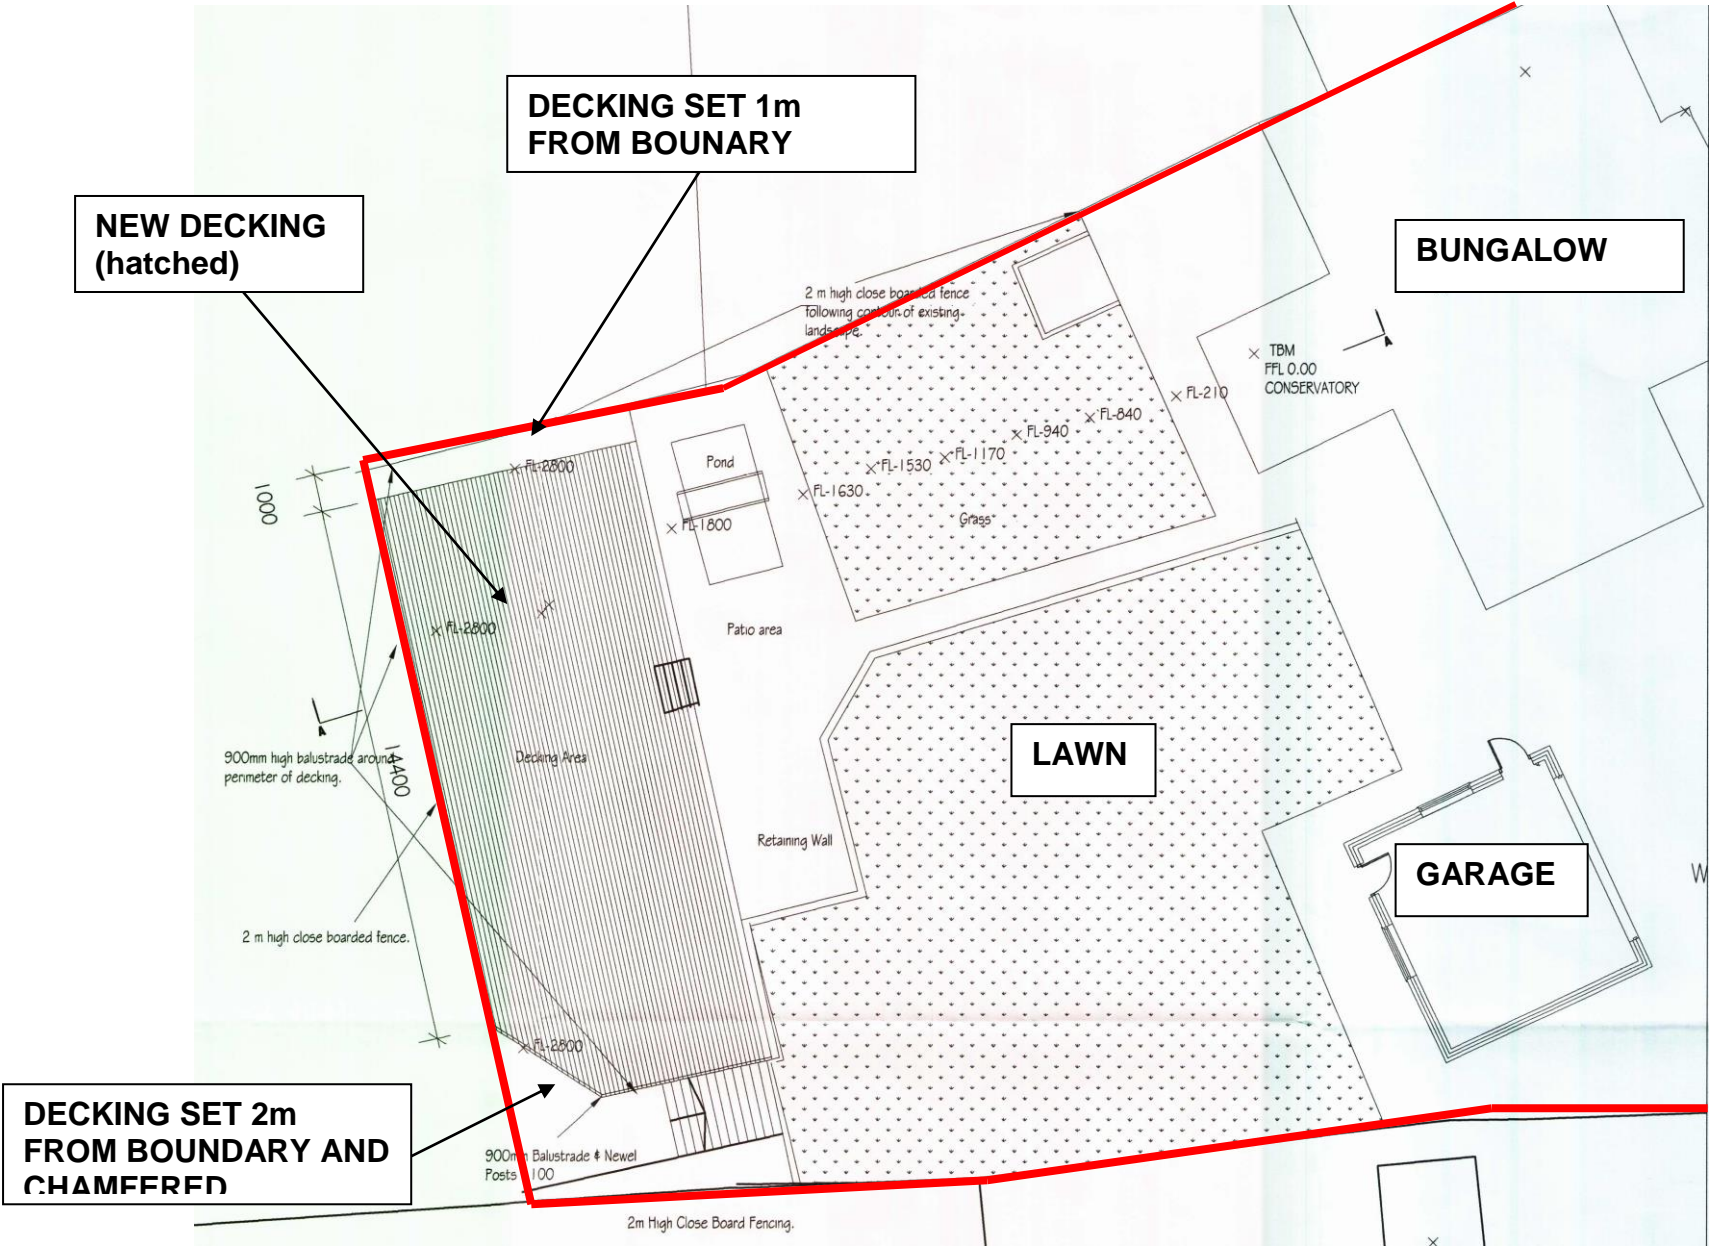 DECKING SET 1m
FROM BOUNARY
NEW DECKING
(hatched)
BUNGALOW
2 m high close boarded fence
following contour of existing
landscape.
TBM
FFL 0.00
CONSERVATORY
FL-210
FL-840
FL-940
FL-1170
FL-1530
FL-1630
FL-1800
Pond
Grass
FL-2800
1000
FL-2800
Patio area
900mm high balustrade around
perimeter of decking.
14400
Decking Area
LAWN
Retaining Wall
GARAGE
W
2 m high close boarded fence.
FL-2800
DECKING SET 2m
FROM BOUNDARY AND
CHAMFERED
900mm Balustrade & Newel
Posts 1100
2m High Close Board Fencing.